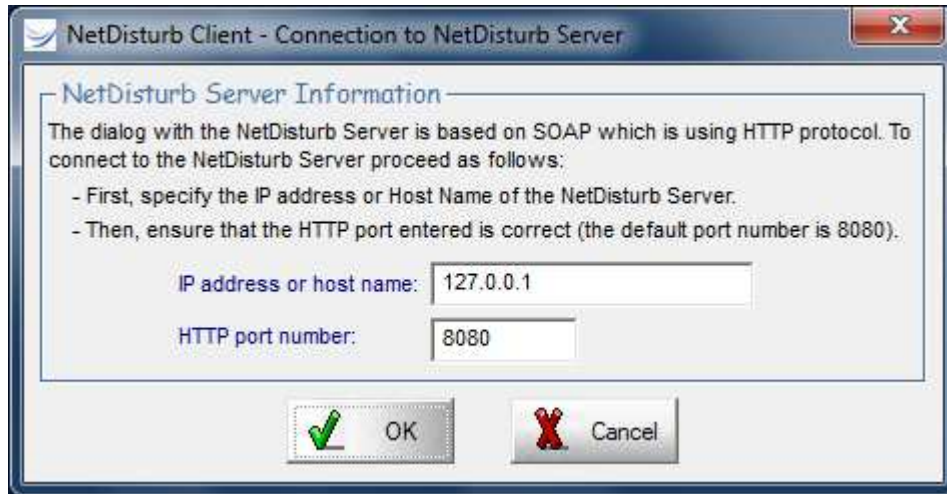 NetDisturb Client - Connection to NetDisturb Server
NetDisturb Server Information
The dialog with the NetDisturb Server is based on SOAP which is using HTTP protocol. To
connect to the NetDisturb Server proceed as follows:
- First, specify the IP address or Host Name of the NetDisturb Server.
- Then, ensure that the HTTP port entered is correct (the default port number is 8080).
IP address or host name: 127.0.0.1
HTTP port number: 8080
OK Cancel